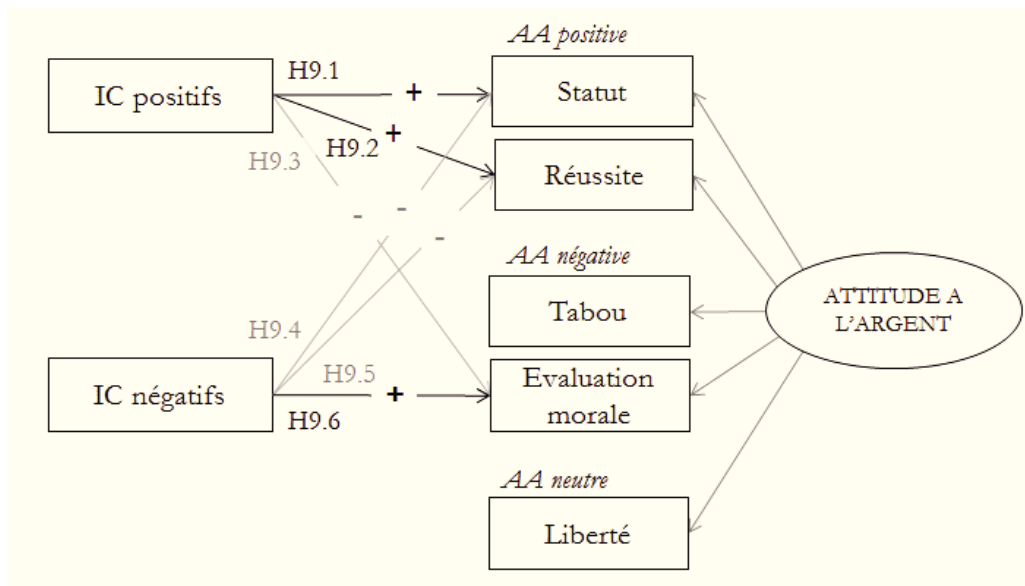 AA positive
H9.1
IC positifs
+
Statut
+
H9.2
H9.3
Réussite
-
-
-
AA négative
Tabou
ATTITUDE A
L'ARGENT
H9.4
H9.5
IC négatifs
+
Evaluation
morale
H9.6
AA neutre
Liberté